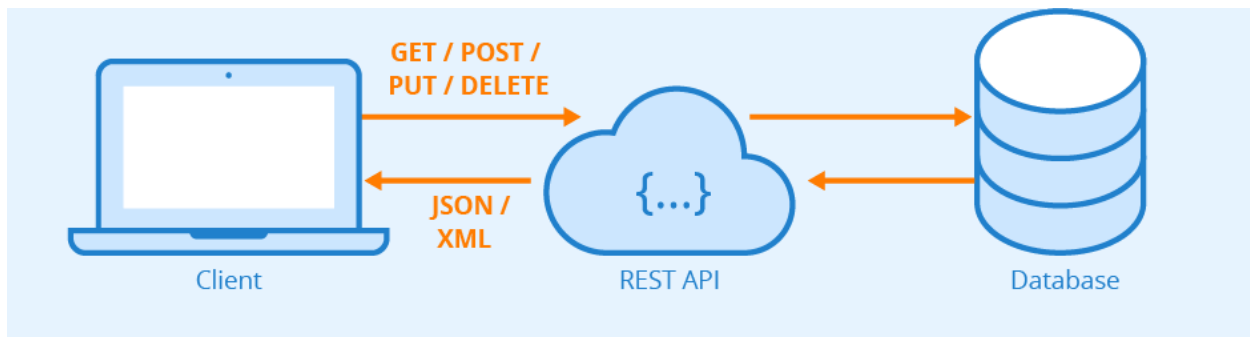 GET / POST /
PUT / DELETE
{...}
JSON /
XML
Client
REST API
Database